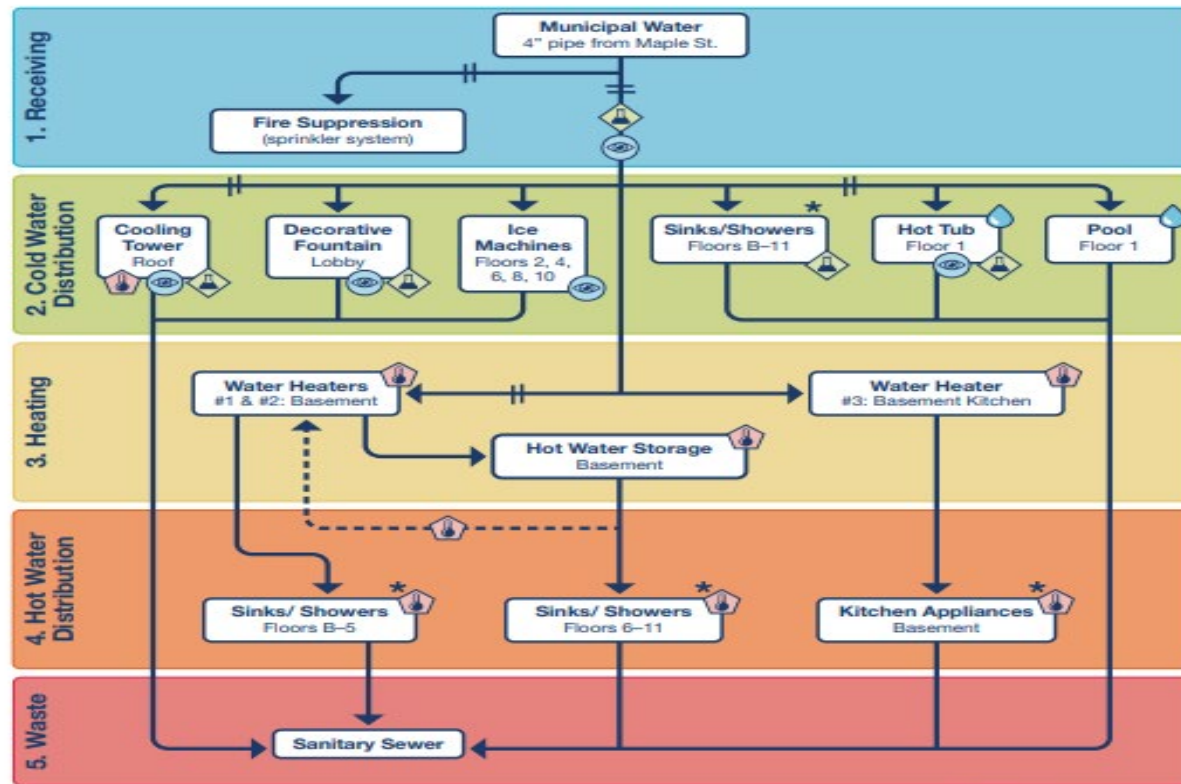 1. Receiving
Municipal Water
4” pipe from Maple St.
Fire Suppression
(sprinkler system)
2. Cold Water
Distribution
Cooling
Tower
Roof
Decorative
Fountain
Lobby
Ice
Machines
Floors 2, 4,
6, 8, 10
*
Sinks/Showers
Floors B–11
Hot Tub
Floor 1
Pool
Floor 1
3. Heating
Water Heaters
#1 & #2: Basement
Water Heater
#3: Basement Kitchen
Hot Water Storage
Basement
4. Hot Water
Distribution
*
Sinks/ Showers
Floors B–5
*
Sinks/ Showers
Floors 6–11
*
Kitchen Appliances
Basement
5. Waste
Sanitary Sewer